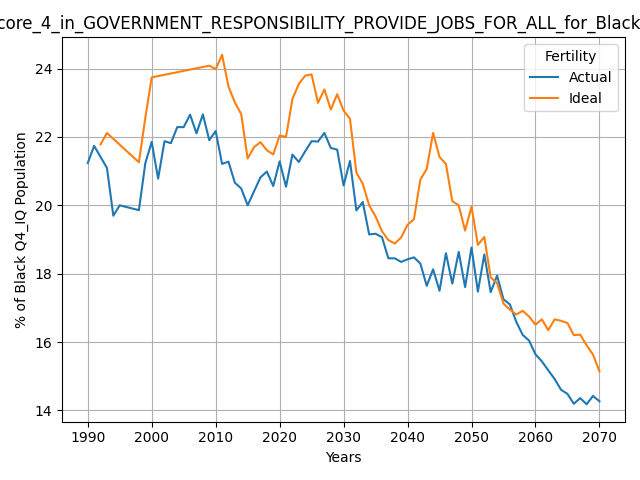 core_4_in_GOVERNMENT_RESPONSIBILITY_PROVIDE_JOBS_FOR_ALL_for_Black
Fertility
Actual
Ideal
% of Black Q4_IQ Population
24
22
20
18
16
14
1990 2000 2010 2020 2030 2040 2050 2060 2070
Years